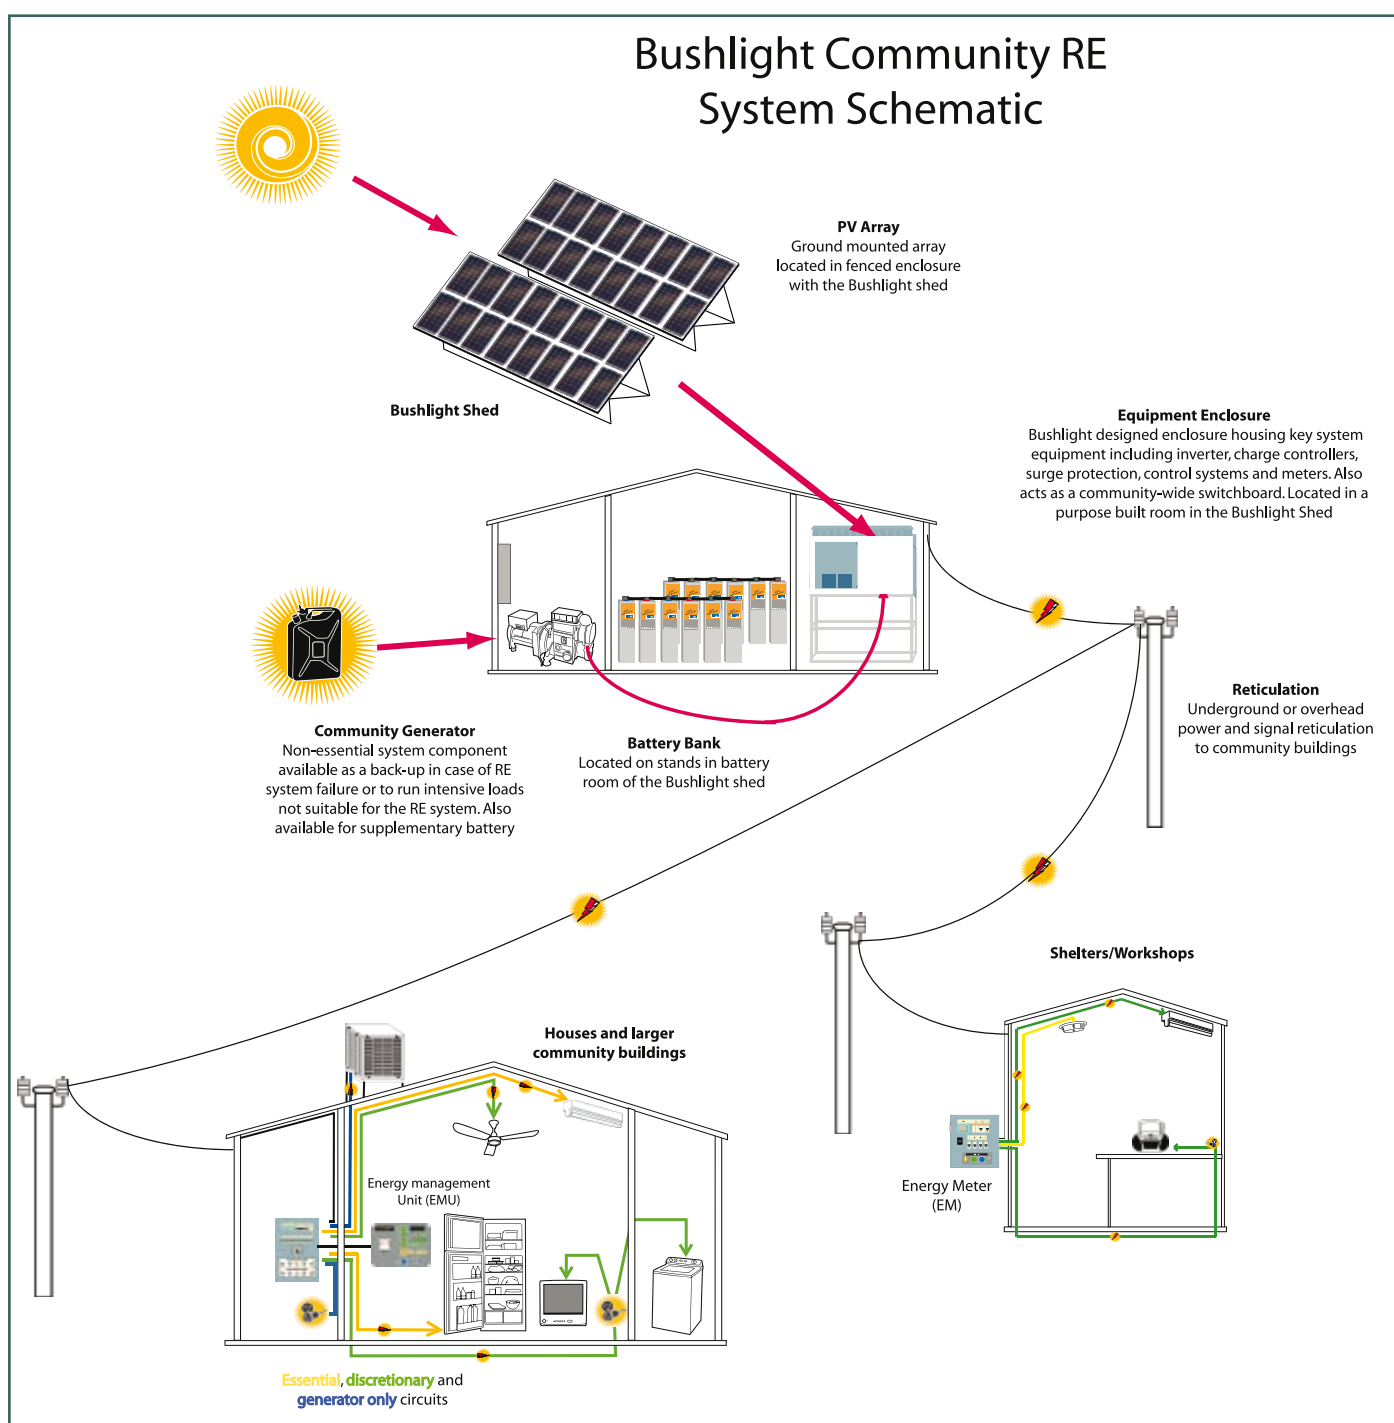 Bushlight Community RE
System Schematic
PV Array
Ground mounted array
located in fenced enclosure
with the Bushlight shed
Bushlight Shed
Equipment Enclosure
Bushlight designed enclosure housing key system
equipment including inverter, charge controllers,
surge protection, control systems and meters. Also
acts as a community-wide switchboard. Located in a
purpose built room in the Bushlight Shed
Community Generator
Non-essential system component
available as a back-up in case of RE
system failure or to run intensive loads
not suitable for the RE system. Also
available for supplementary battery
Battery Bank
Located on stands in battery
room of the Bushlight shed
Reticulation
Underground or overhead
power and signal reticulation
to community buildings
Shelters/Workshops
Houses and larger
community buildings
Energy management
Unit (EMU)
Energy Meter
(EM)
Essential, discretionary and
generator only circuits